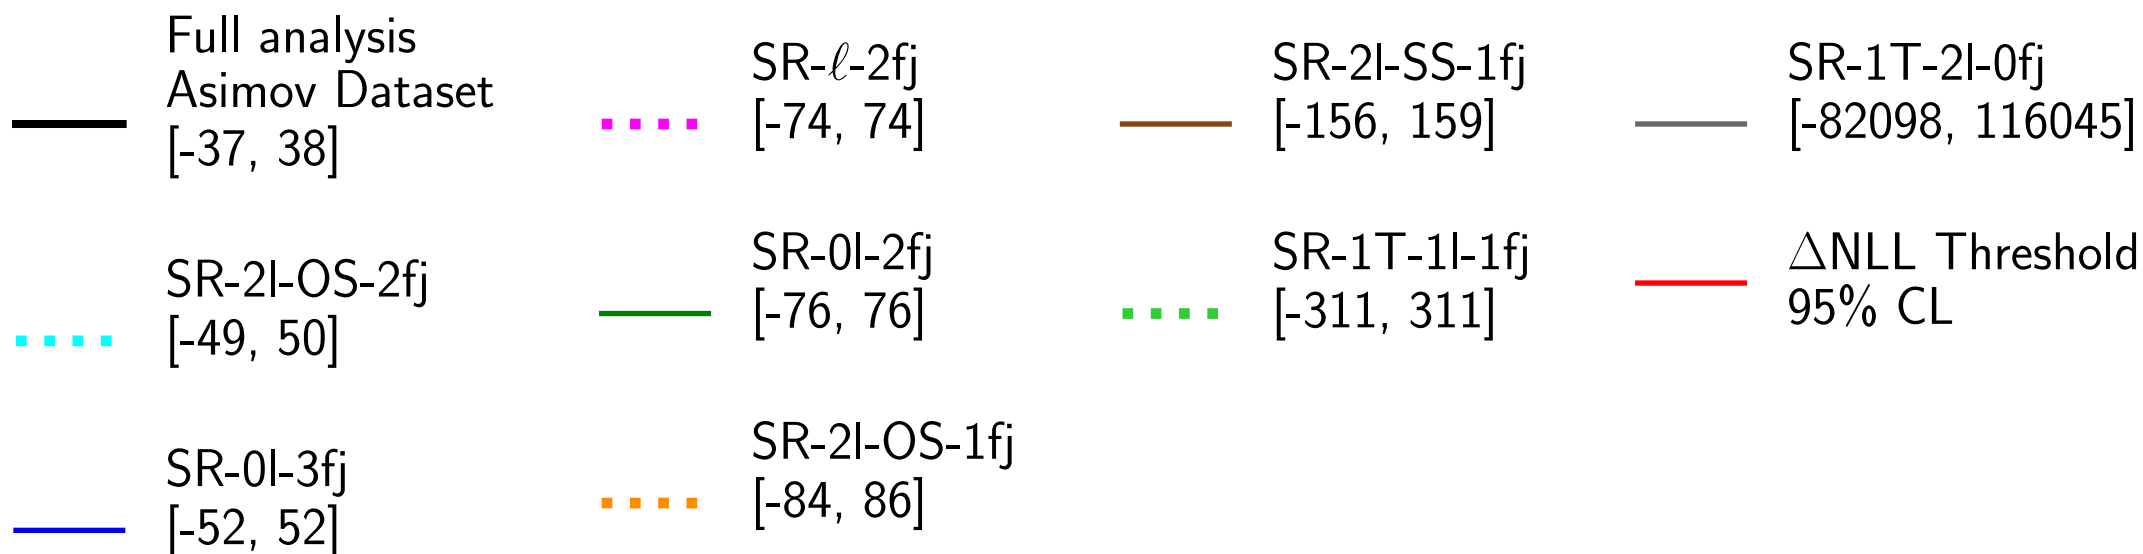 Full analysis
Asimov Dataset
[-37, 38]
SR-2l-OS-2fj
[-49, 50]
SR-0l-3fj
[-52, 52]
SR-ℓ-2fj
[-74, 74]
SR-0l-2fj
[-76, 76]
SR-2l-OS-1fj
[-84, 86]
SR-2l-SS-1fj
[-156, 159]
SR-1T-1l-1fj
[-311, 311]
SR-1T-2l-0fj
[-82098, 116045]
ΔNLL Threshold
95% CL